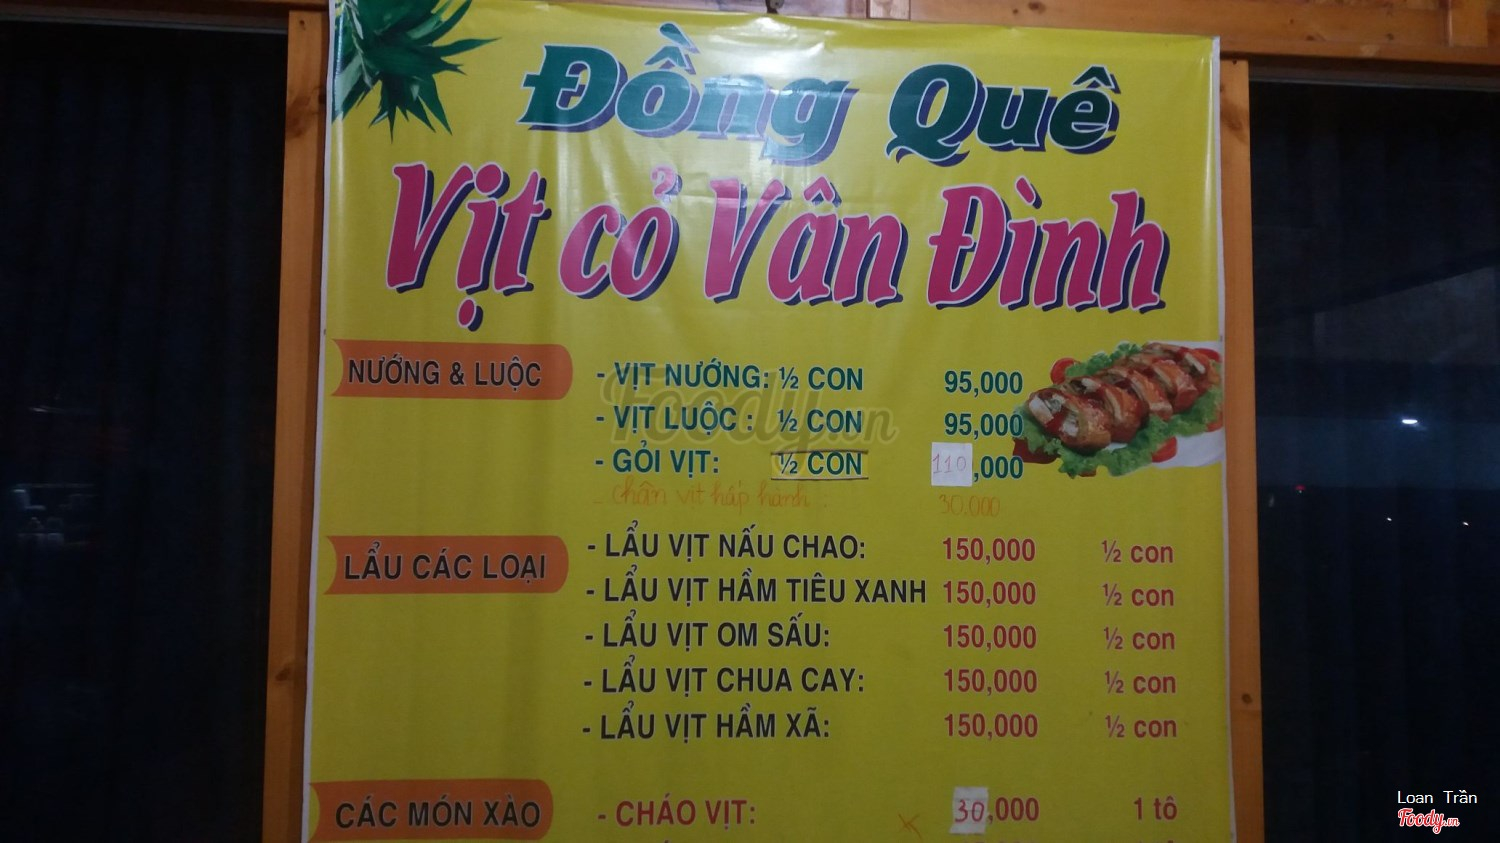 Đồng Quê
Vịt cỏ Vân Đình
NƯỚNG & LUỘC
- VỊT NƯỚNG: ½ CON 95,000
- VỊT LUỘC : ½ CON 95,000
- GỎI VỊT: ½ CON 110,000
- chân vịt hấp hành : 30.000
LẨU CÁC LOẠI
- LẨU VỊT NẤU CHAO: 150,000 ½ con
- LẨU VỊT HẦM TIÊU XANH 150,000 ½ con
- LẨU VỊT OM SẤU: 150,000 ½ con
- LẨU VỊT CHUA CAY: 150,000 ½ con
- LẨU VỊT HẦM XÃ: 150,000 ½ con
CÁC MÓN XÀO
- CHÁO VỊT: x 30,000 1 tô
Foody.vn
Loan Trần
Foody.vn